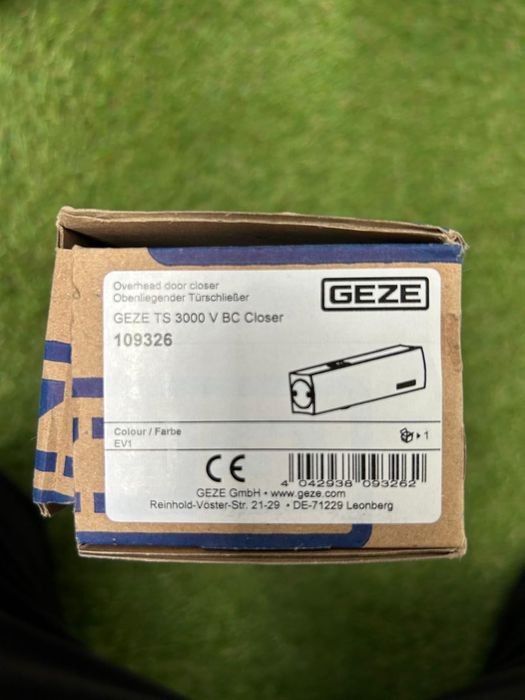 Overhead door closer
Obenliegender Türschließer
GEZE
GEZE TS 3000 V BC Closer
109326
Colour / Farbe
EV1
1
CE
4 042938 093262
GEZE GmbH • www.geze.com
Reinhold-Vöster-Str. 21-29 • DE-71229 Leonberg